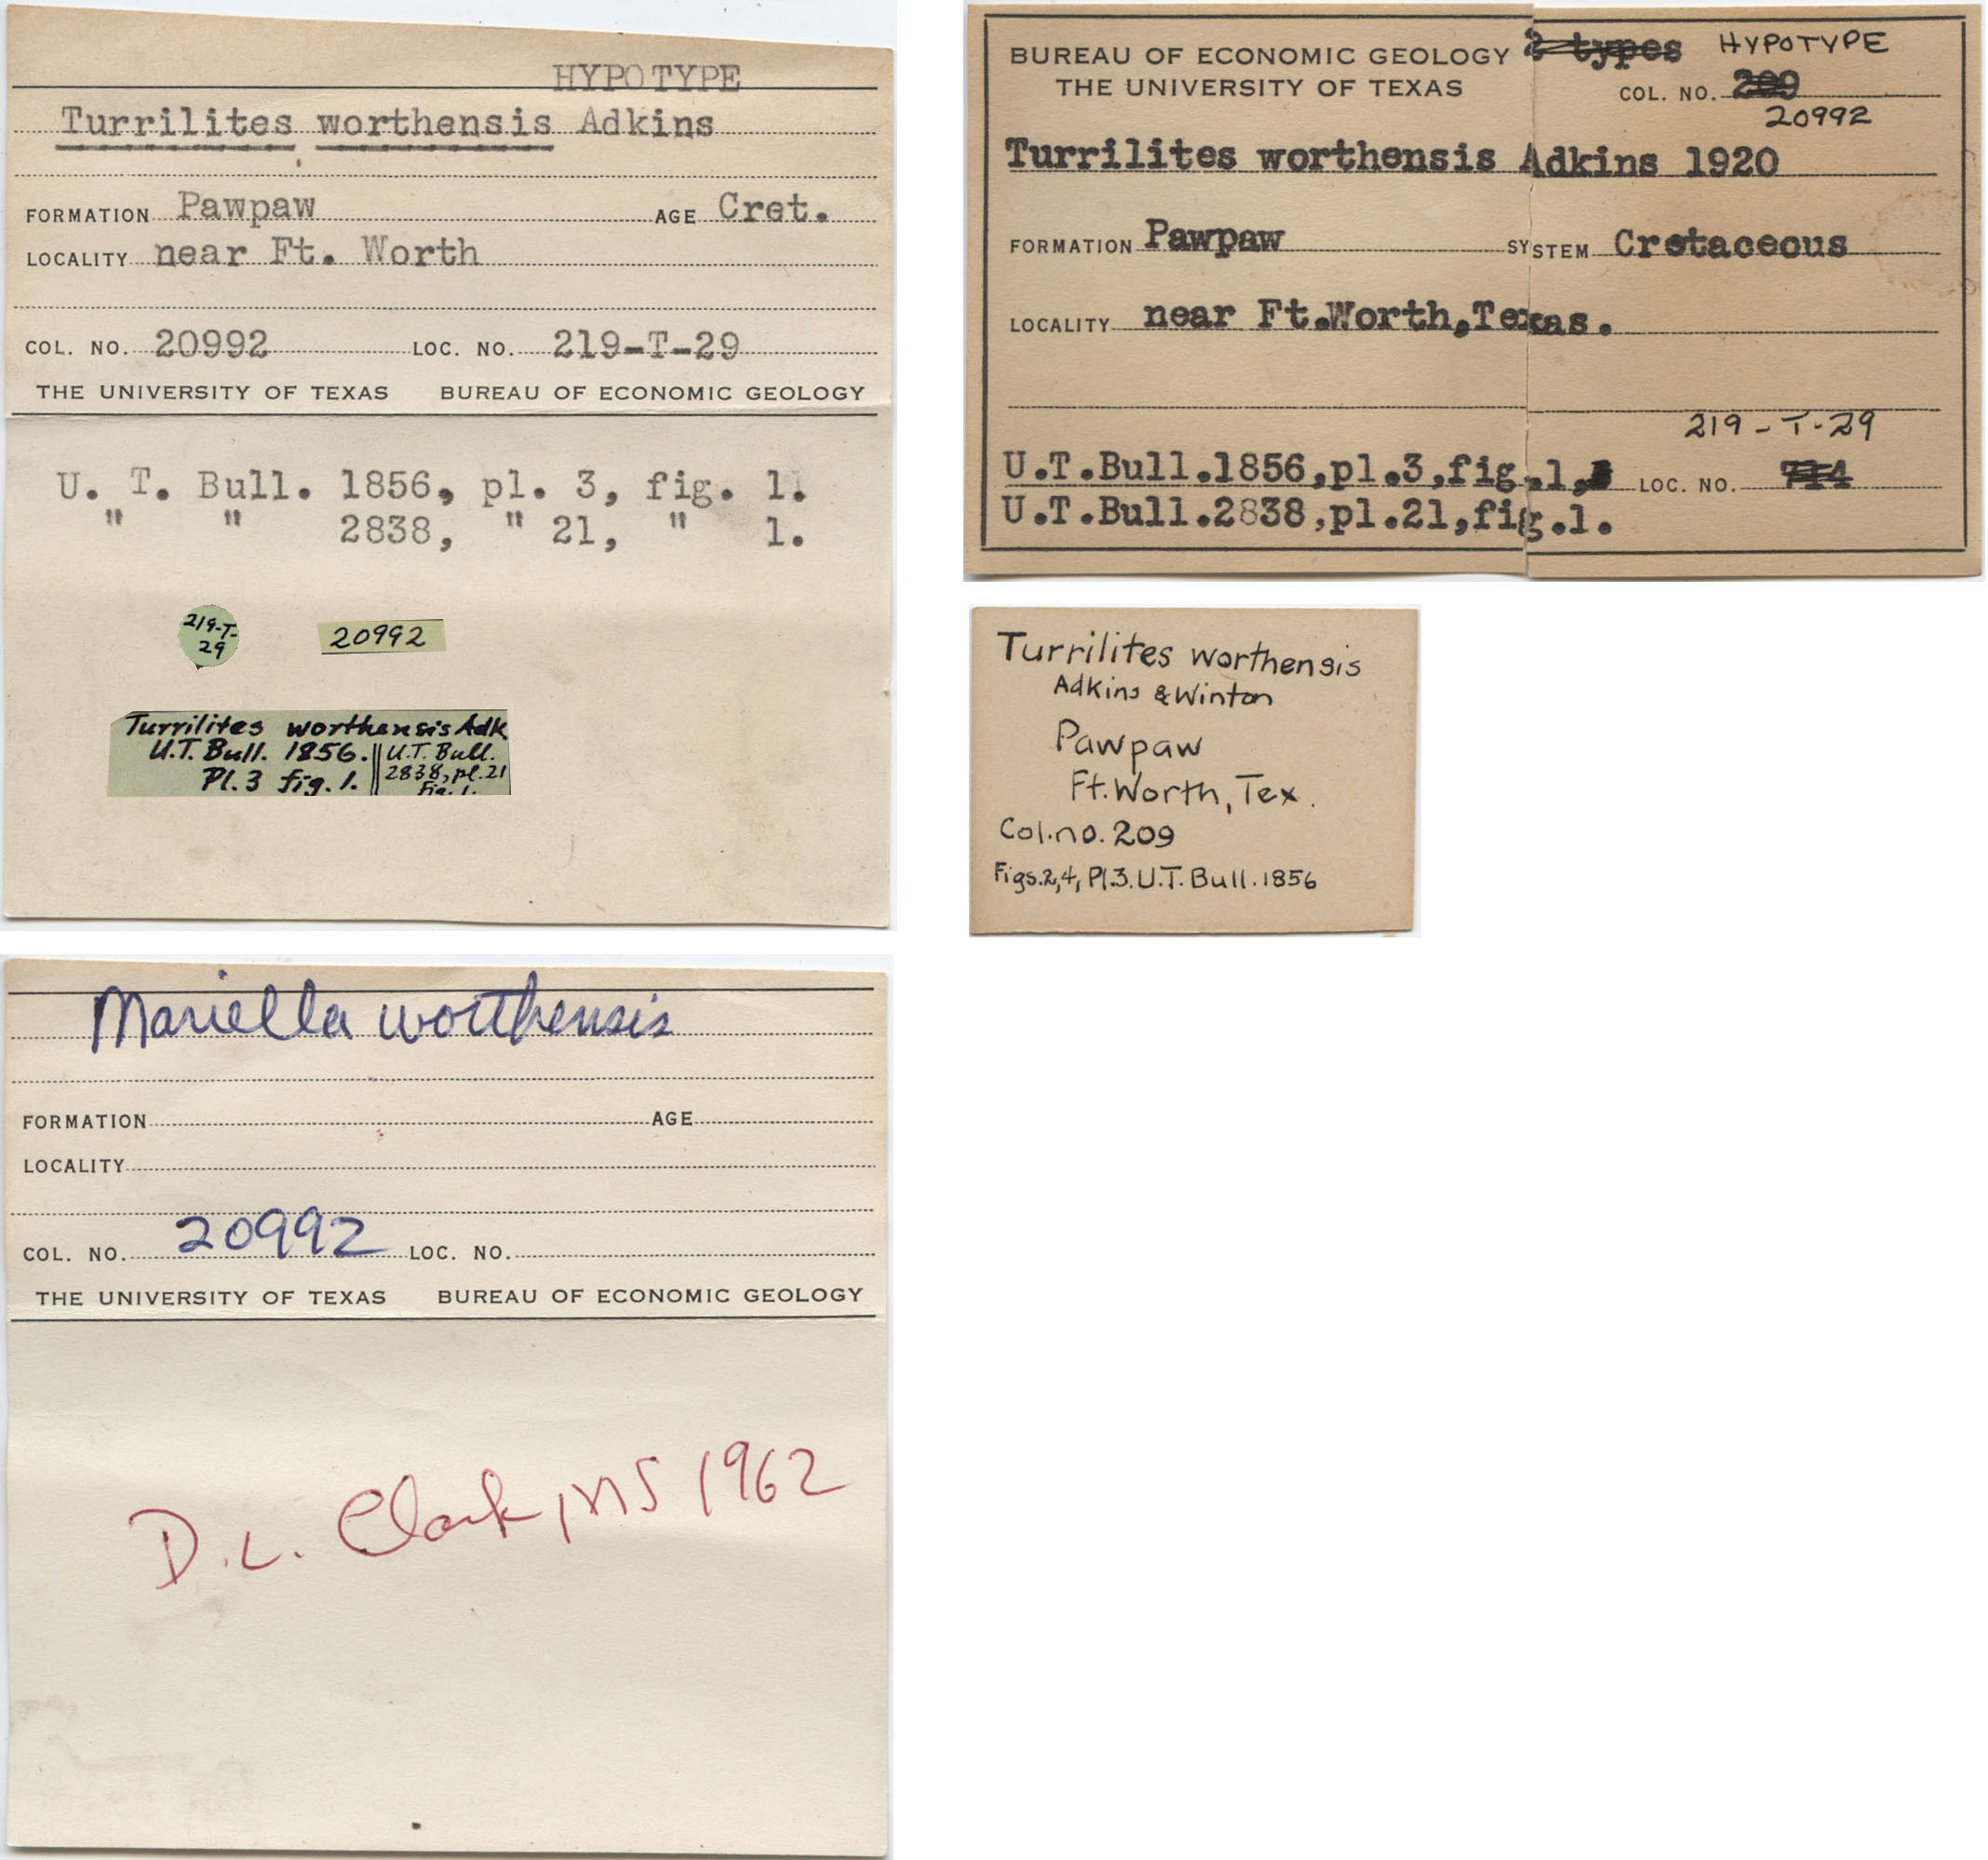 HYPOTYPE
Turrilites worthensis Adkins
FORMATION Pawpaw AGE Cret.
LOCALITY near Ft. Worth
COL. NO. 20992 LOC. NO. 219-T-29
THE UNIVERSITY OF TEXAS BUREAU OF ECONOMIC GEOLOGY
U. T. Bull. 1856, pl. 3, fig. 1.
" " 2838, " 21, " 1.
219-T-
29
20992
Turrilites worthensis Adk
U.T. Bull. 1856. || U.T. Bull.
Pl. 3 fig. 1. 2838, pl. 21
Fig. 1.
BUREAU OF ECONOMIC GEOLOGY 2 types HYPOTYPE
THE UNIVERSITY OF TEXAS COL. NO. 209
20992
Turrilites worthensis Adkins 1920
FORMATION Pawpaw SYSTEM Cretaceous
LOCALITY near Ft.Worth,Texas.
219-T-29
U.T.Bull.1856,pl.3,fig.1, LOC. NO. 714
U.T.Bull.2838,pl.21,fig.1.
Turrilites worthensis
Adkins & Winton
Pawpaw
Ft. Worth, Tex.
Col. no. 209
Figs. 2,4, Pl.3. U.T. Bull. 1856
Mariella worthensis
FORMATION AGE
LOCALITY
COL. NO. 20992 LOC. NO.
THE UNIVERSITY OF TEXAS BUREAU OF ECONOMIC GEOLOGY
D. L. Clark, MS 1962